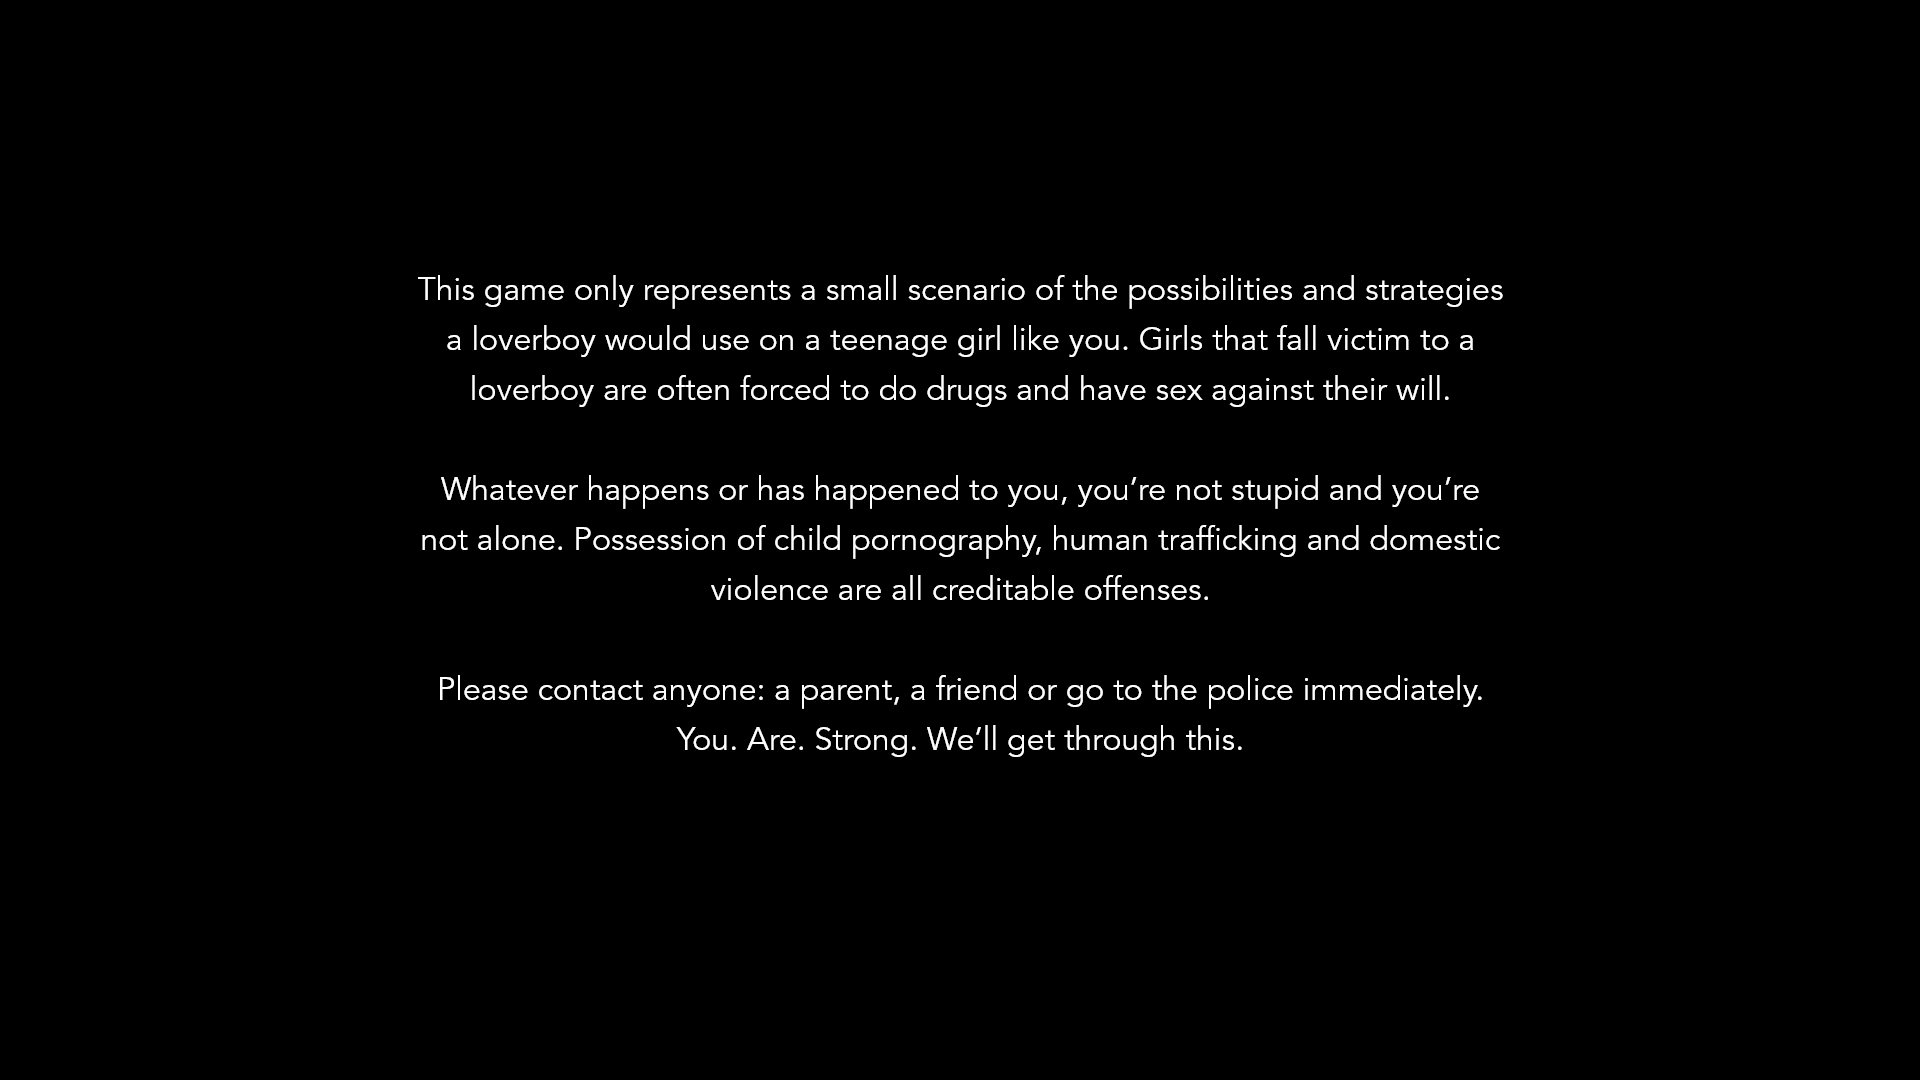 This game only represents a small scenario of the possibilities and strategies
a loverboy would use on a teenage girl like you. Girls that fall victim to a
loverboy are often forced to do drugs and have sex against their will.
Whatever happens or has happened to you, you’re not stupid and you’re
not alone. Possession of child pornography, human trafficking and domestic
violence are all creditable offenses.
Please contact anyone: a parent, a friend or go to the police immediately.
You. Are. Strong. We’ll get through this.